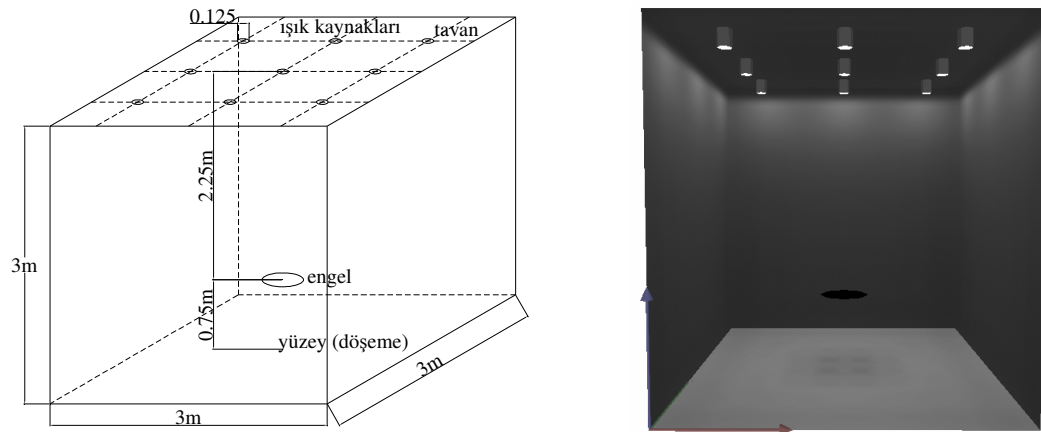 0.125
ışık kaynakları
tavan
2.25m
3m
engel
0.75m
yüzey (döşeme)
3m
3m